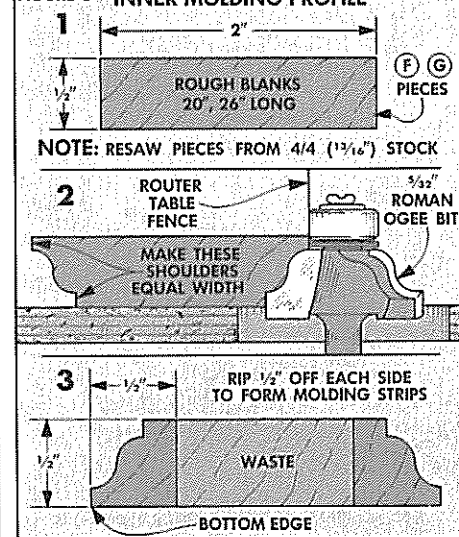 INNER MOLDING PROFILE
1
2"
1/2"
ROUGH BLANKS
20", 26" LONG
F G
PIECES
NOTE: RESAW PIECES FROM 4/4 (13/16") STOCK
2
ROUTER
TABLE
FENCE
5/32"
ROMAN
OGEE BIT
MAKE THESE
SHOULDERS
EQUAL WIDTH
3
1/2"
RIP 1/2" OFF EACH SIDE
TO FORM MOLDING STRIPS
1/2"
WASTE
BOTTOM EDGE